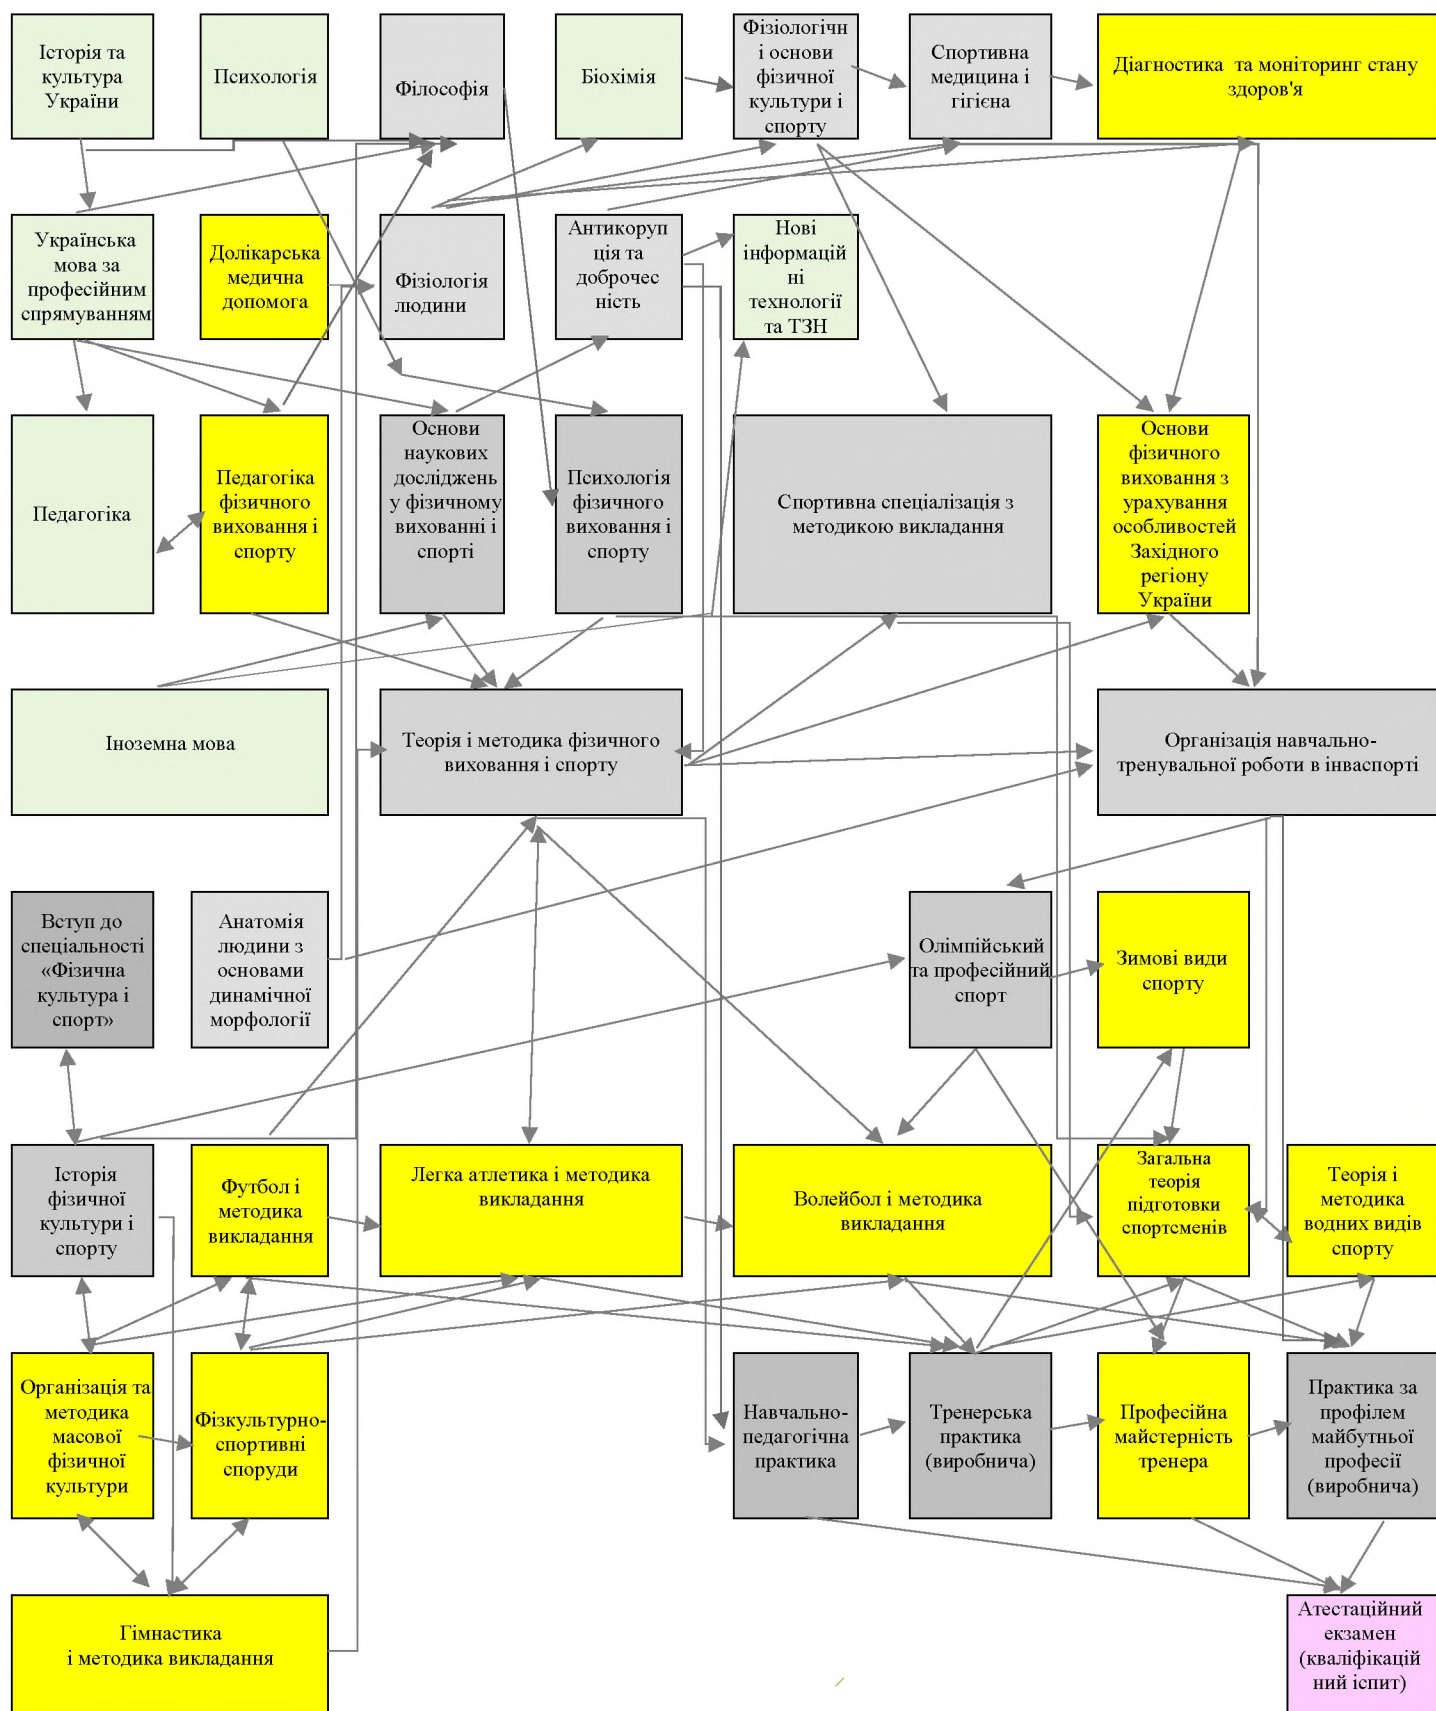 Історія та
культура
України
Психологія
Філософія
Біохімія
Фізіологічн
і основи
фізичної
культури і
спорту
Спортивна
медицина і
гігієна
Діагностика та моніторинг стану
здоров'я
Українська
мова за
професійним
спрямуванням
Долікарська
медична
допомога
Фізіологія
людини
Антикоруп
ція та
доброчес
ність
Нові
інформацій
ні
технології
та ТЗН
Педагогіка
Педагогіка
фізичного
виховання і
спорту
Основи
наукових
досліджень
у фізичному
вихованні і
спорті
Психологія
фізичного
виховання і
спорту
Спортивна спеціалізація з
методикою викладання
Основи
фізичного
виховання з
урахування
особливостей
Західного
регіону
України
Іноземна мова
Теорія і методика фізичного
виховання і спорту
Організація навчально-
тренувальної роботи в інваспорті
Вступ до
спеціальності
«Фізична
культура і
спорт»
Анатомія
людини з
основами
динамічної
морфології
Олімпійський
та професійний
спорт
Зимові види
спорту
Історія
фізичної
культури і
спорту
Футбол і
методика
викладання
Легка атлетика і методика
викладання
Волейбол і методика
викладання
Загальна
теорія
підготовки
спортсменів
Теорія і
методика
водних видів
спорту
Організація та
методика
масової
фізичної
культури
Фізкультурно-
спортивні
споруди
Навчально-
педагогічна
практика
Тренерська
практика
(виробнича)
Професійна
майстерність
тренера
Практика за
профілем
майбутньої
професії
(виробнича)
Гімнастика
і методика викладання
Атестаційний
екзамен
(кваліфікацій
ний іспит)